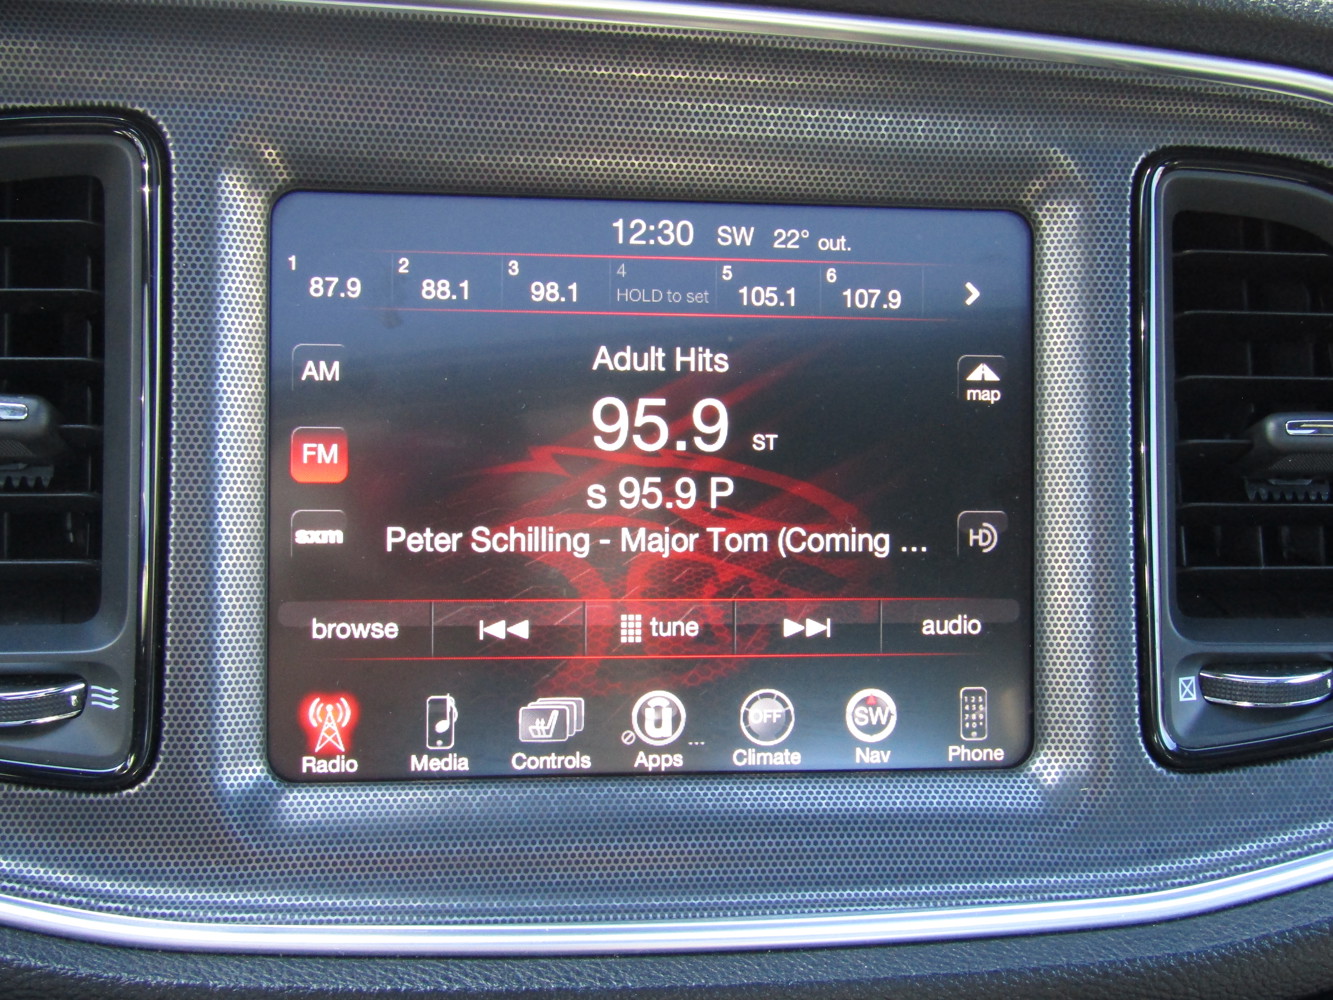 12:30 SW 22° out.
1 87.9 2 88.1 3 98.1 4 HOLD to set 5 105.1 6 107.9
AM
Adult Hits
map
95.9 ST
FM
s 95.9 P
sxm
Peter Schilling - Major Tom (Coming ...
HD
browse tune audio
OFF SW
Radio Media Controls Apps ... Climate Nav Phone